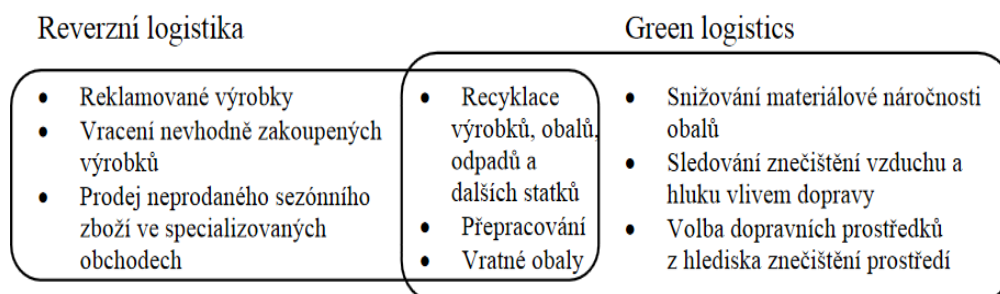 Reverzní logistika
Green logistics
• Reklamované výrobky
• Vracení nevhodně zakoupených
výrobků
• Prodej neprodaného sezónního
zboží ve specializovaných
obchodech
• Recyklace
výrobků, obalů,
odpadů a
dalších statků
• Přepracování
• Vratné obaly
• Snižování materiálové náročnosti
obalů
• Sledování znečištění vzduchu a
hluku vlivem dopravy
• Volba dopravních prostředků
z hlediska znečištění prostředí